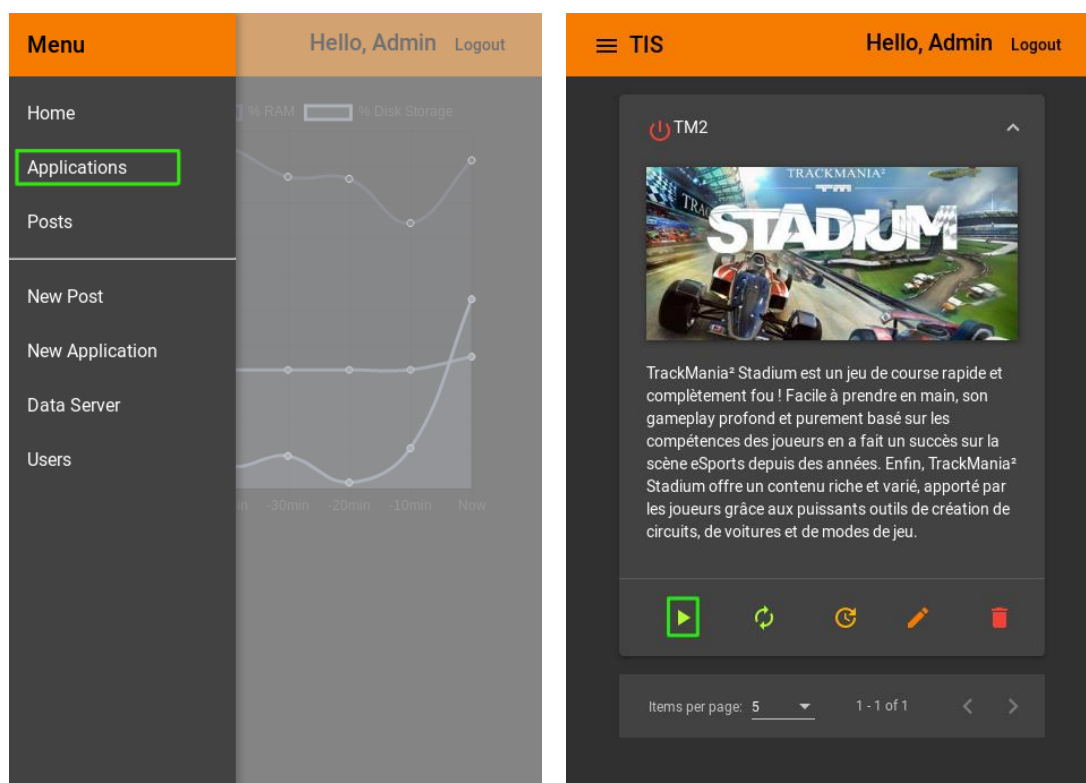 Menu
Hello, Admin Logout
Home
Applications
Posts
New Post
New Application
Data Server
Users
% RAM % Disk Storage
-30min -20min -10min Now
TIS
Hello, Admin Logout
TM2
TRACKMANIA²
TM
STADIUM
TrackMania² Stadium est un jeu de course rapide et
complètement fou ! Facile à prendre en main, son
gameplay profond et purement basé sur les
compétences des joueurs en a fait un succès sur la
scène eSports depuis des années. Enfin, TrackMania²
Stadium offre un contenu riche et varié, apporté par
les joueurs grâce aux puissants outils de création de
circuits, de voitures et de modes de jeu.
Items per page: 5 1 - 1 of 1